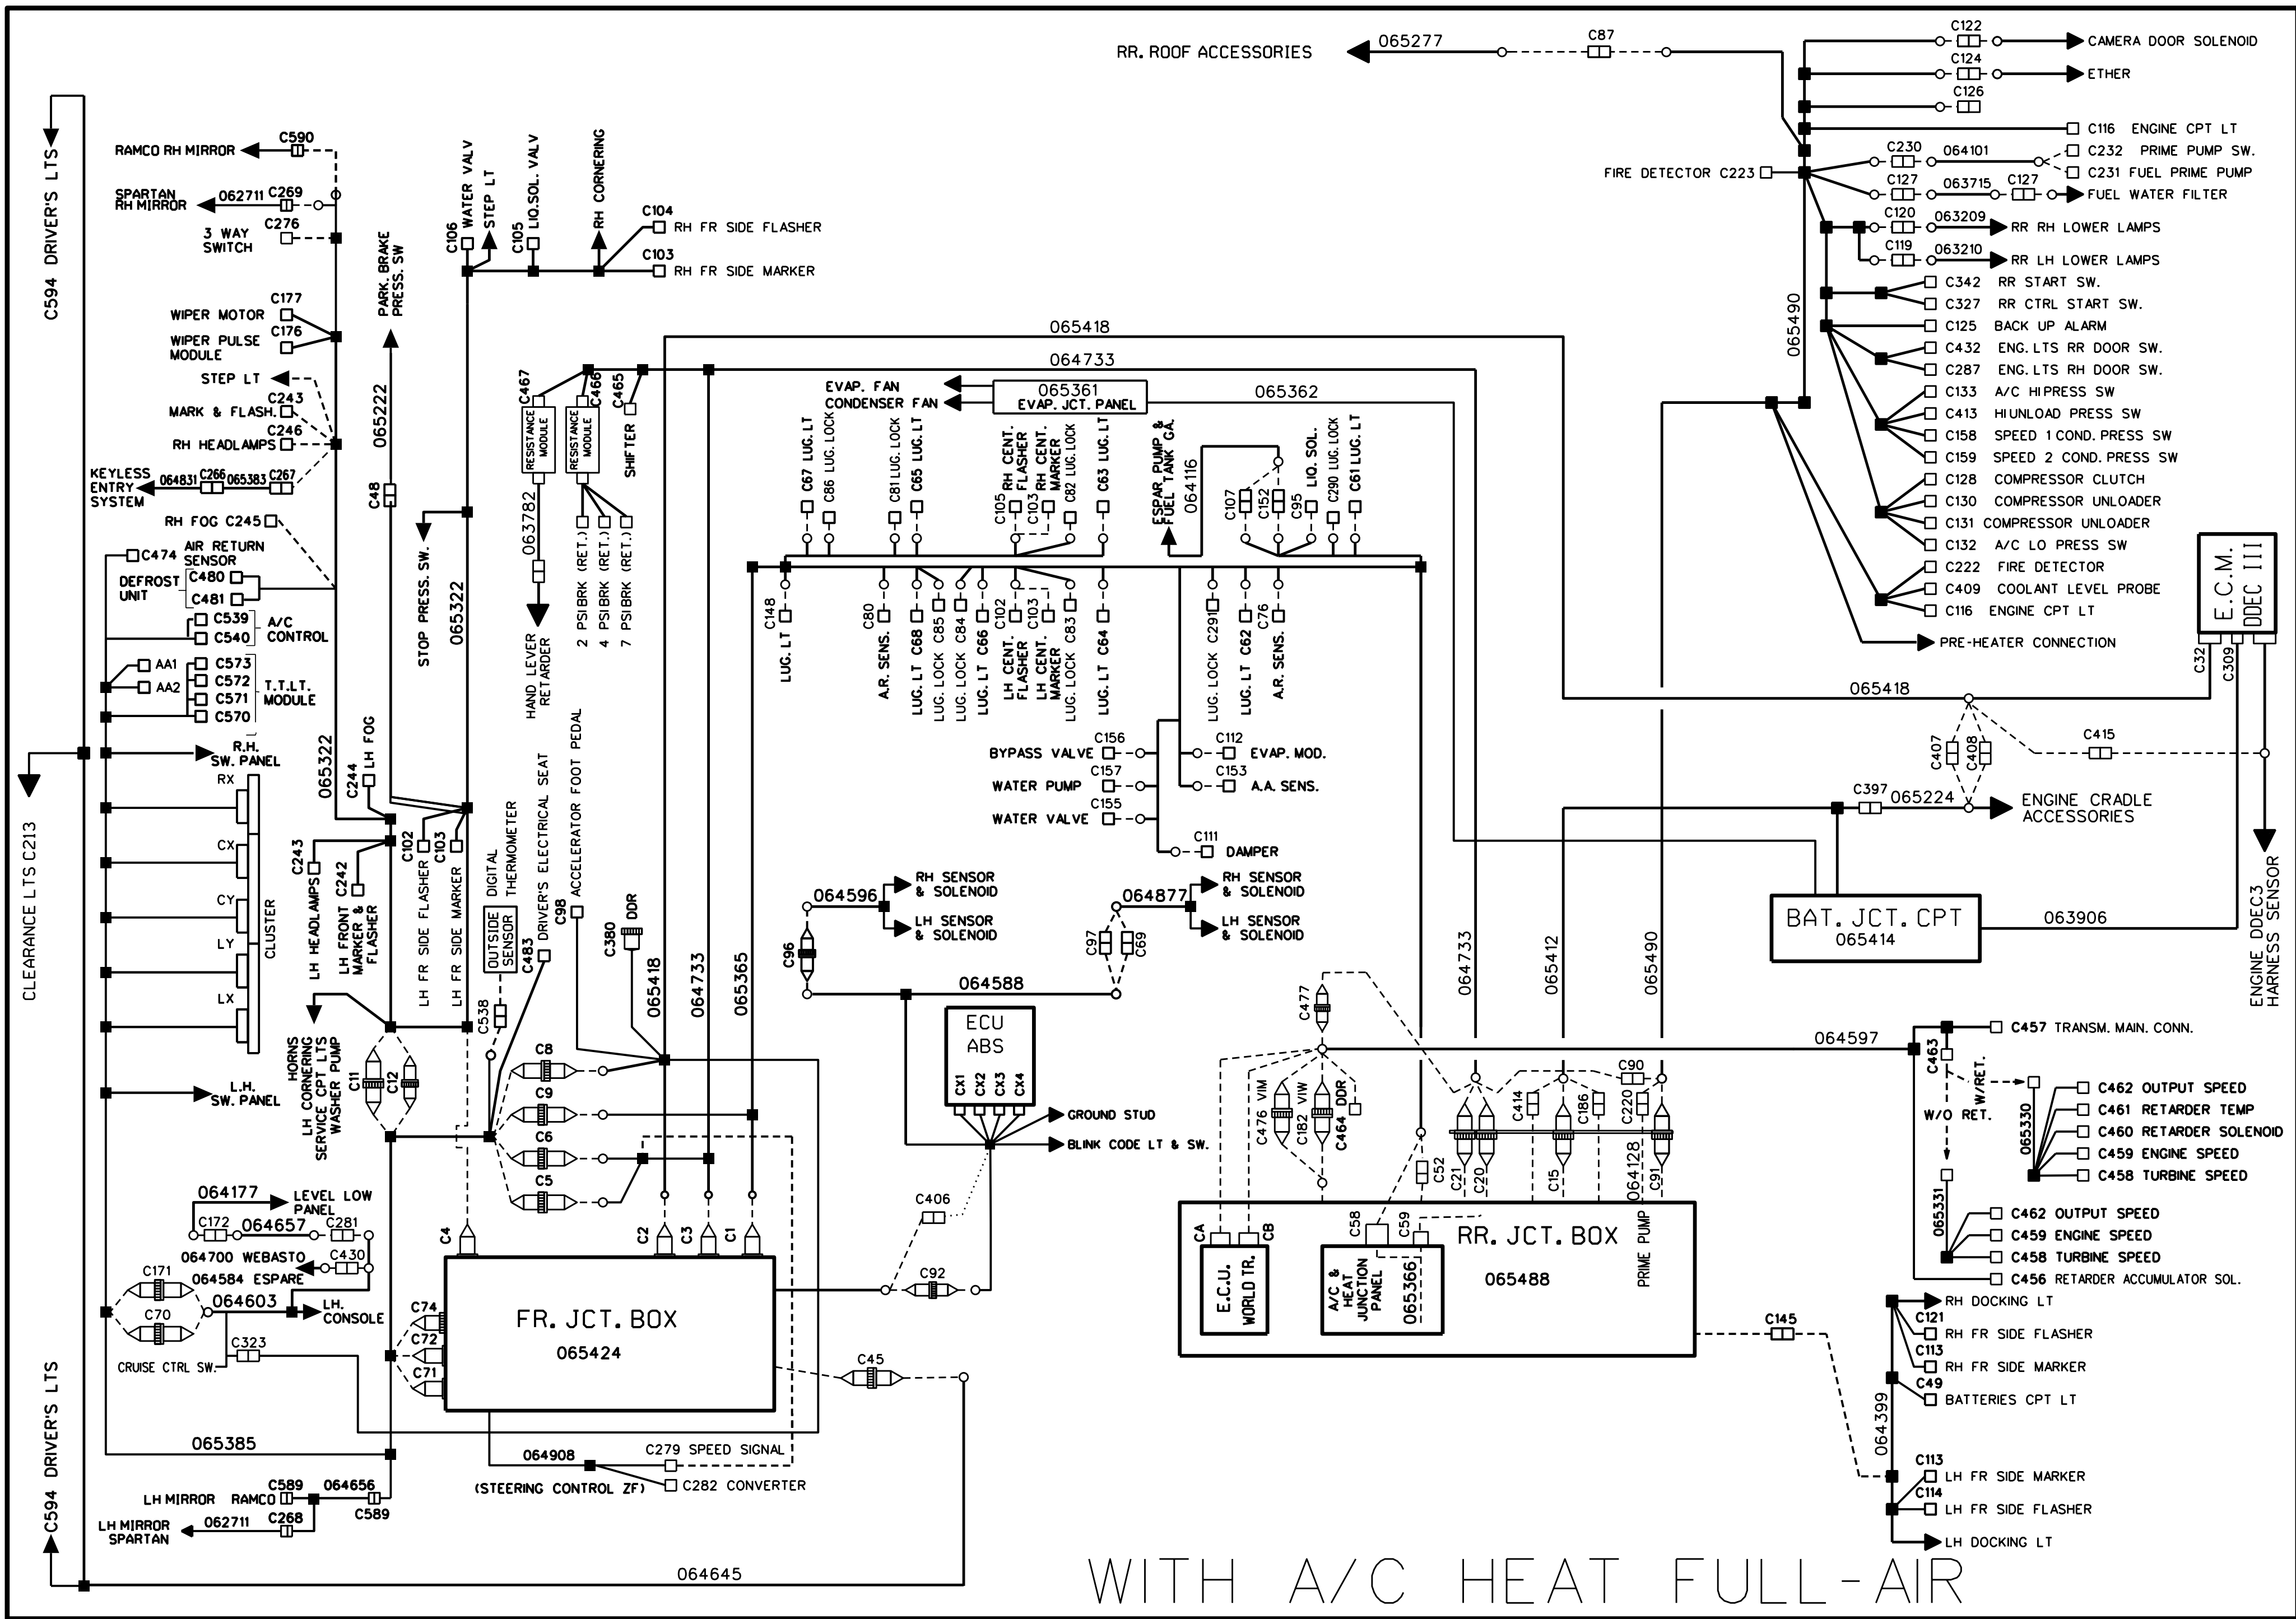 C594 DRIVER'S LTS
RAMCO RH MIRROR
C590
SPARTAN
RH MIRROR
062711
C269
3 WAY
SWITCH
C276
WIPER MOTOR
C177
WIPER PULSE
MODULE
C176
STEP LT
MARK & FLASH.
C243
RH HEADLAMPS
C246
KEYLESS
ENTRY
SYSTEM
064831
C266
065383
C267
RH FOG C245
C474
AIR RETURN
SENSOR
DEFROST
UNIT
C480
C481
C539
C540
A/C
CONTROL
AA1
AA2
C573
C572
C571
C570
T.T.LT.
MODULE
R.H.
SW. PANEL
RX
CX
CY
LY
LX
CLUSTER
L.H.
SW. PANEL
CLEARANCE LTS C213
065322
C244 LH FOG
C243
LH HEADLAMPS
C242
LH FRONT
MARKER &
FLASHER
HORNS
LH CORNERING
SERVICE CPT LTS
WASHER PUMP
C11
C12
PARK. BRAKE
PRESS. SW
065222
C48
C106 WATER VALV
STEP LT
C105 LIQ.SOL. VALV
RH CORNERING
C104
RH FR SIDE FLASHER
C103
RH FR SIDE MARKER
STOP PRESS. SW.
065322
C102
LH FR SIDE FLASHER
C103
LH FR SIDE MARKER
DIGITAL
THERMOMETER
OUTSIDE
SENSOR
C538
C483 DRIVER'S ELECTRICAL SEAT
C98 ACCELERATOR FOOT PEDAL
C380 DDR
C467
RESISTANCE
MODULE
C466
RESISTANCE
MODULE
C465
SHIFTER
063782
HAND LEVER
RETARDER
2 PSI BRK (RET.)
4 PSI BRK (RET.)
7 PSI BRK (RET.)
065418
064733
065365
C8
C9
C6
C5
C4
C2
C3
C1
FR. JCT. BOX
065424
C74
C72
C71
064177
LEVEL LOW
PANEL
C172
064657
C281
064700 WEBASTO
C430
064584 ESPARE
C171
C70
064603
LH.
CONSOLE
C323
CRUISE CTRL SW.
065385
LH MIRROR RAMCO
C589
064656
C589
LH MIRROR
SPARTAN
062711
C268
C594 DRIVER'S LTS
064645
064908
(STEERING CONTROL ZF)
C279 SPEED SIGNAL
C282 CONVERTER
C45
C92
C406
RR. ROOF ACCESSORIES
065277
C87
065418
064733
EVAP. FAN
CONDENSER FAN
065361
EVAP. JCT. PANEL
065362
C67 LUG. LT
C86 LUG. LOCK
C81 LUG. LOCK
C65 LUG. LT
C105
RH CENT.
FLASHER
C103
RH CENT.
MARKER
C82 LUG. LOCK
C63 LUG. LT
ESPAR PUMP &
FUEL TANK GA.
064116
C107
C152
C95
LIQ. SOL.
C290 LUG. LOCK
C61 LUG. LT
C148
LUG. LT
C80
A.R. SENS.
LUG. LT C68
LUG. LOCK C85
LUG. LOCK C84
LUG. LT C66
C102
LH CENT.
FLASHER
C103
LH CENT.
MARKER
LUG. LOCK C83
LUG. LT C64
LUG. LOCK C291
LUG. LT C62
C76
A.R. SENS.
BYPASS VALVE
C156
WATER PUMP
C157
WATER VALVE
C155
C112
EVAP. MOD.
C153
A.A. SENS.
C111
DAMPER
064596
RH SENSOR
& SOLENOID
LH SENSOR
& SOLENOID
C96
064877
RH SENSOR
& SOLENOID
LH SENSOR
& SOLENOID
C97
C69
064588
ECU
ABS
CX1
CX2
CX3
CX4
GROUND STUD
BLINK CODE LT & SW.
C477
C476 VIM
C182 VIW
C464 DDR
C52
C21
C20
C414
C15
C186
C220
C90
C91
064128
PRIME PUMP
064733
065412
065490
RR. JCT. BOX
065488
CA
CB
E.C.U.
WORLD TR.
C58
C59
A/C &
HEAT
JUNCTION
PANEL
065366
C122
CAMERA DOOR SOLENOID
C124
ETHER
C126
C116 ENGINE CPT LT
FIRE DETECTOR C223
C230
064101
C232 PRIME PUMP SW.
C231 FUEL PRIME PUMP
C127
063715
C127
FUEL WATER FILTER
C120
063209
RR RH LOWER LAMPS
C119
063210
RR LH LOWER LAMPS
C342 RR START SW.
C327 RR CTRL START SW.
C125 BACK UP ALARM
C432 ENG. LTS RR DOOR SW.
C287 ENG. LTS RH DOOR SW.
C133 A/C HI PRESS SW
C413 HI UNLOAD PRESS SW
C158 SPEED 1 COND. PRESS SW
C159 SPEED 2 COND. PRESS SW
C128 COMPRESSOR CLUTCH
C130 COMPRESSOR UNLOADER
C131 COMPRESSOR UNLOADER
C132 A/C LO PRESS SW
C222 FIRE DETECTOR
C409 COOLANT LEVEL PROBE
C116 ENGINE CPT LT
PRE-HEATER CONNECTION
065490
E.C.M.
DDEC III
C32
C309
065418
C407
C408
C415
C397
065224
ENGINE CRADLE
ACCESSORIES
BAT. JCT. CPT
065414
063906
ENGINE DDEC3
HARNESS SENSOR
064597
C457 TRANSM. MAIN. CONN.
C463
W/RET.
W/O RET.
065330
C462 OUTPUT SPEED
C461 RETARDER TEMP
C460 RETARDER SOLENOID
C459 ENGINE SPEED
C458 TURBINE SPEED
065331
C462 OUTPUT SPEED
C459 ENGINE SPEED
C458 TURBINE SPEED
C456 RETARDER ACCUMULATOR SOL.
C145
RH DOCKING LT
C121
RH FR SIDE FLASHER
C113
RH FR SIDE MARKER
C49
BATTERIES CPT LT
064399
C113
LH FR SIDE MARKER
C114
LH FR SIDE FLASHER
LH DOCKING LT
WITH A/C HEAT FULL-AIR